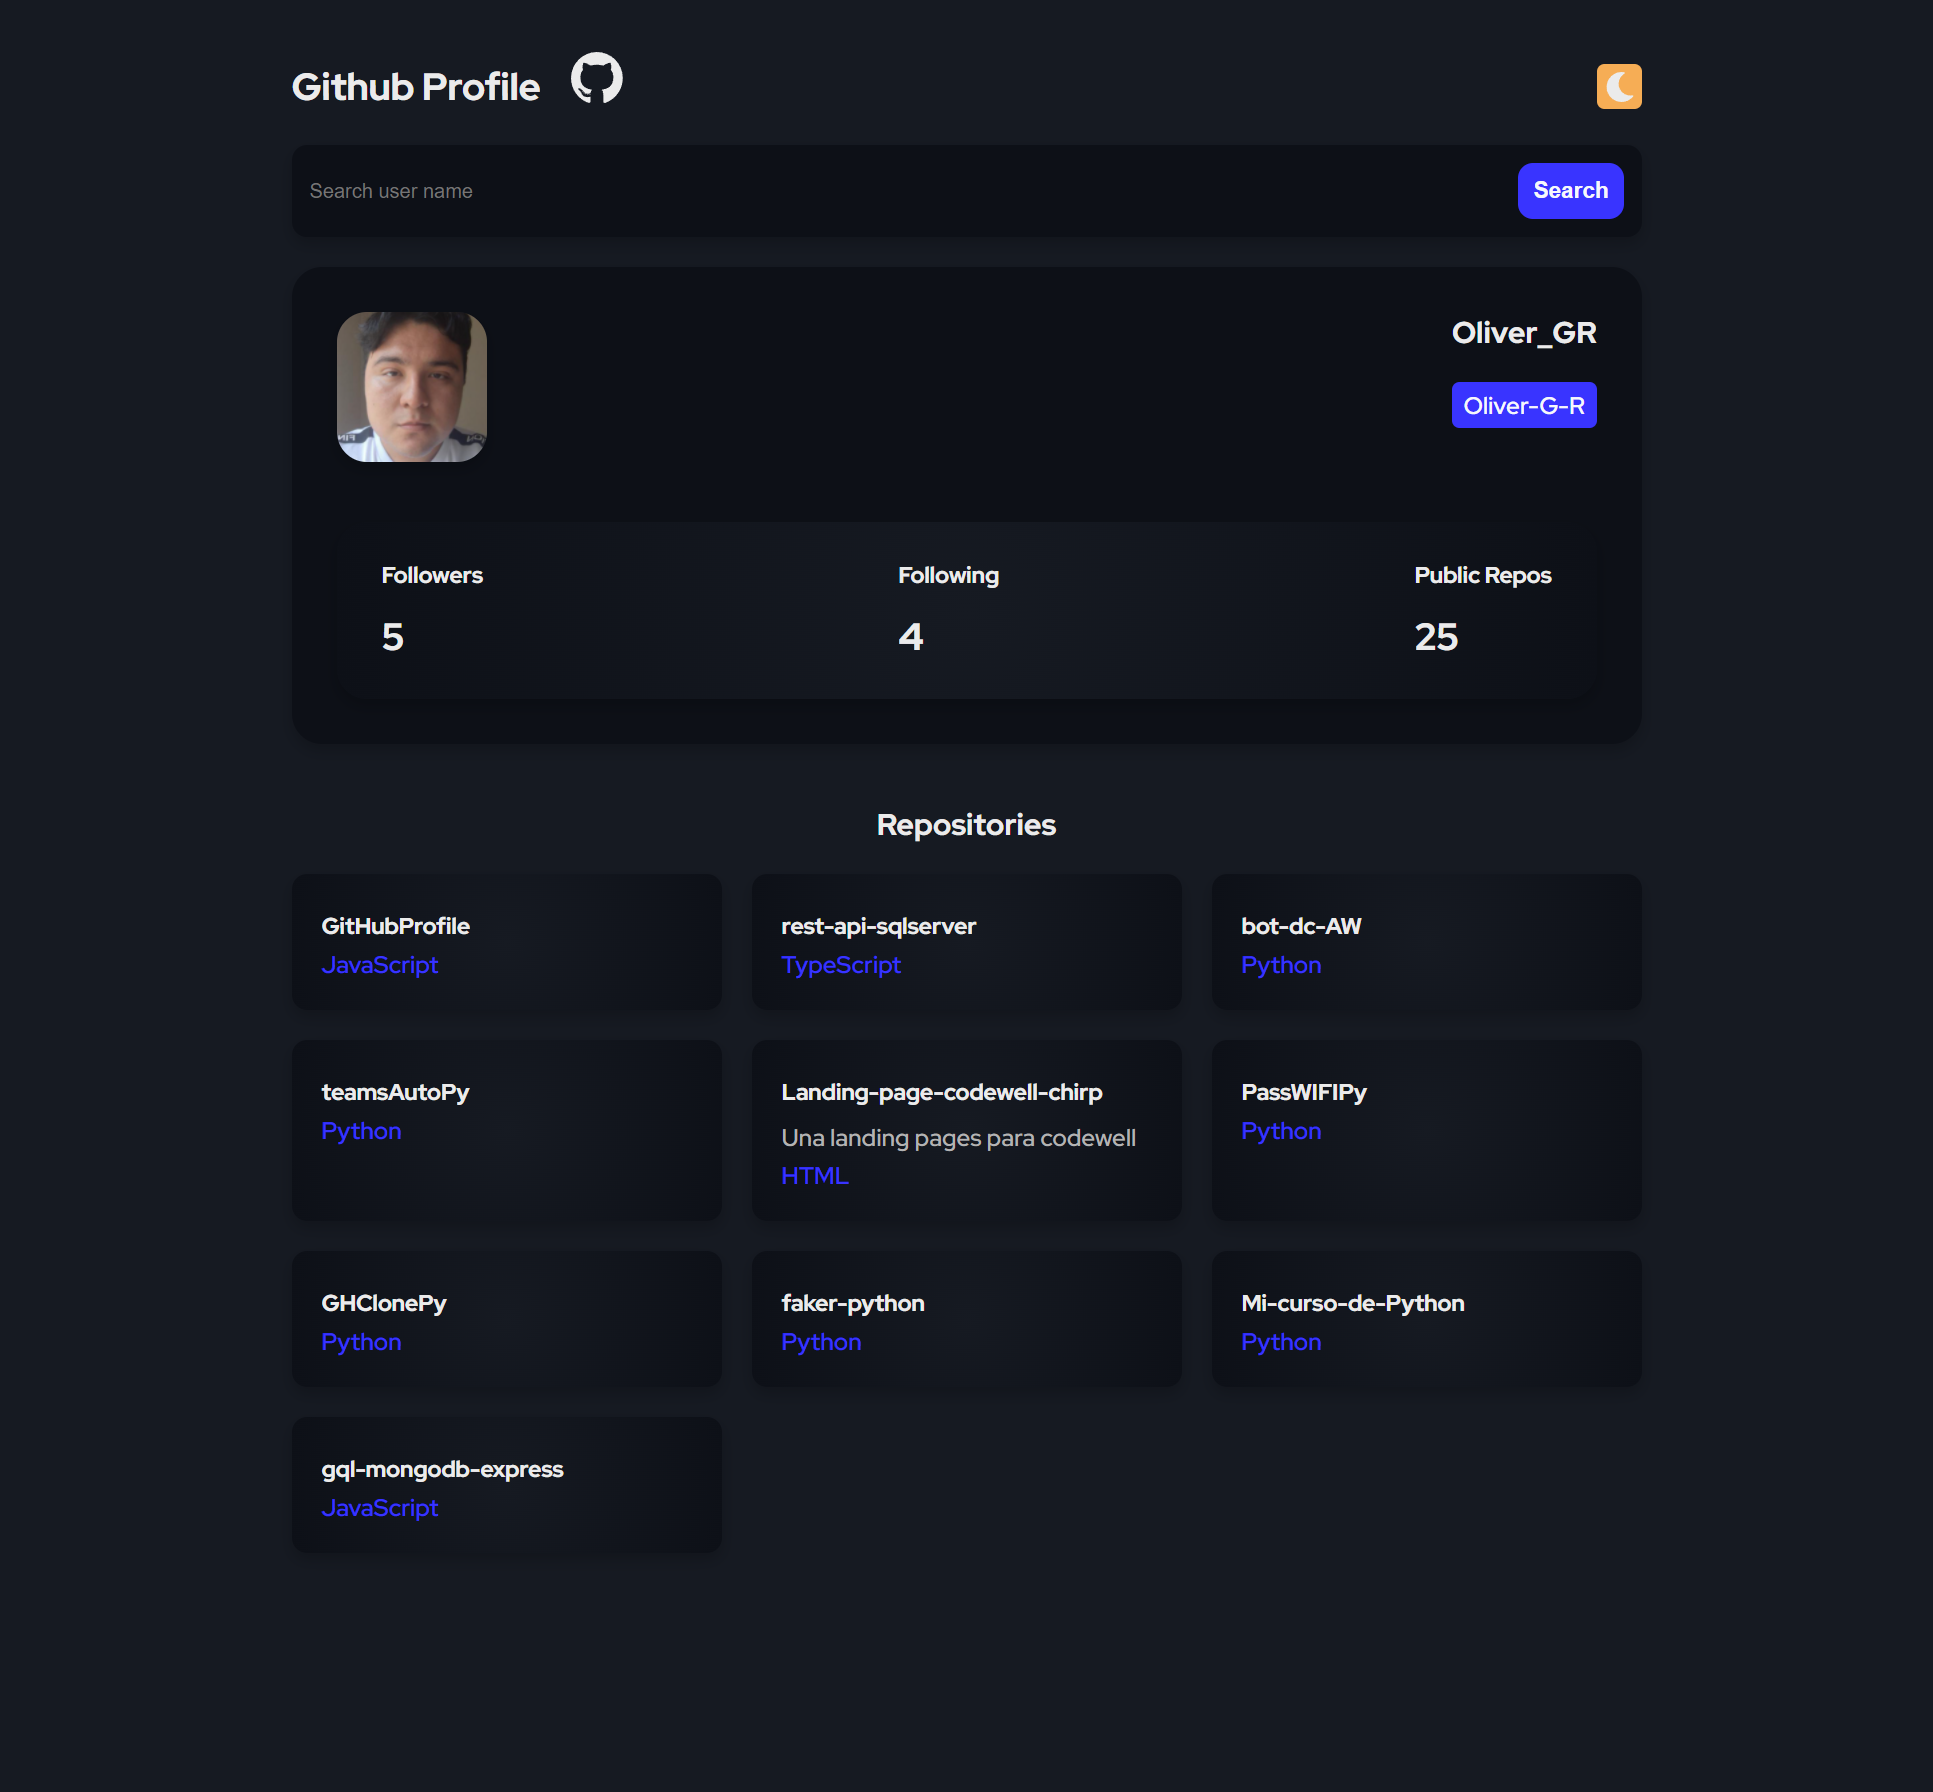 Github Profile
Search user name
Search
Oliver_GR
Oliver-G-R
Followers
Following
Public Repos
5
4
25
Repositories
GitHubProfile
JavaScript
rest-api-sqlserver
TypeScript
bot-dc-AW
Python
teamsAutoPy
Python
Landing-page-codewell-chirp
Una landing pages para codewell
HTML
PassWIFIPy
Python
GHClonePy
Python
faker-python
Python
Mi-curso-de-Python
Python
gql-mongodb-express
JavaScript